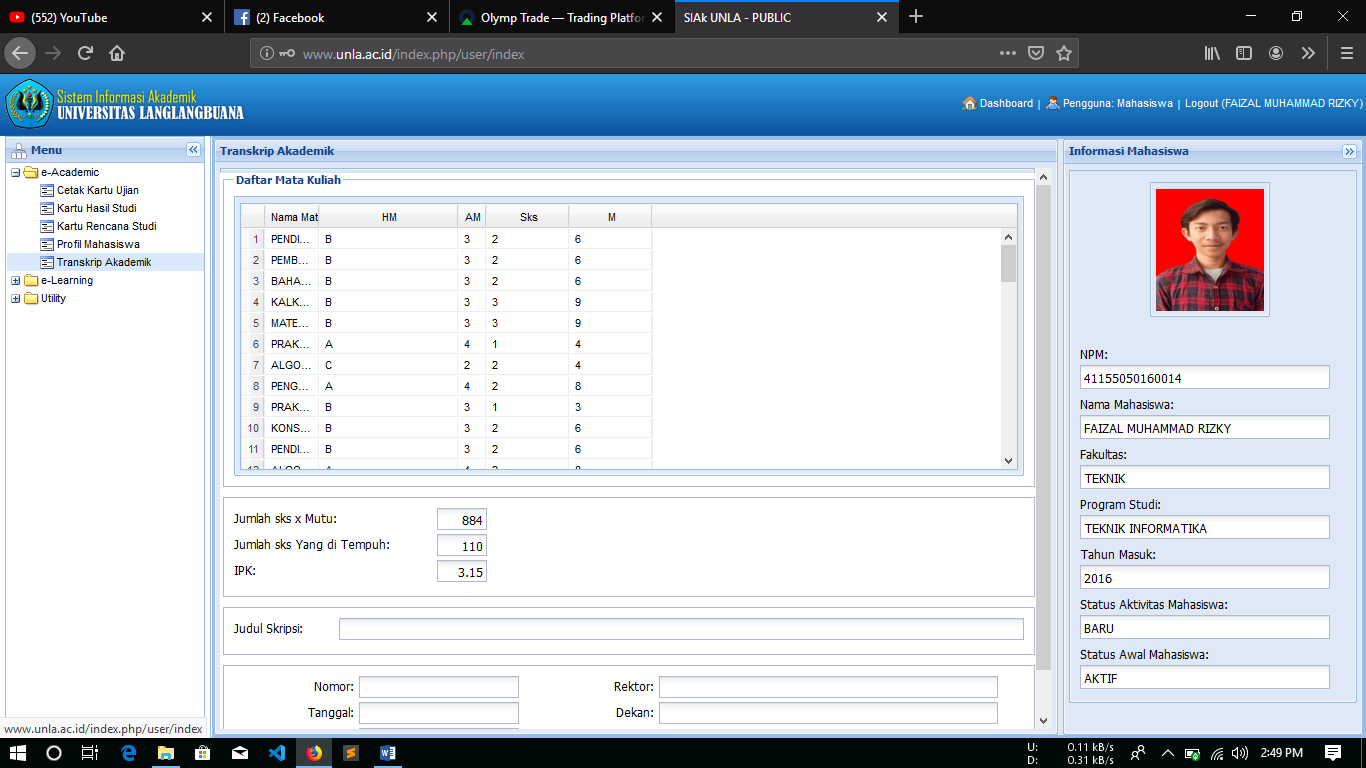 (552) YouTube
(2) Facebook
Olymp Trade — Trading Platfor
SIAk UNLA - PUBLIC
www.unla.ac.id/index.php/user/index
Sistem Informasi Akademik
UNIVERSITAS LANGLANGBUANA
Dashboard | Pengguna: Mahasiswa | Logout (FAIZAL MUHAMMAD RIZKY)
Menu
e-Academic
Cetak Kartu Ujian
Kartu Hasil Studi
Kartu Rencana Studi
Profil Mahasiswa
Transkrip Akademik
e-Learning
Utility
Transkrip Akademik
Daftar Mata Kuliah
Nama Mat HM AM Sks M
1 PENDI... B 3 2 6
2 PEMB... B 3 2 6
3 BAHA... B 3 2 6
4 KALK... B 3 3 9
5 MATE... B 3 3 9
6 PRAK... A 4 1 4
7 ALGO... C 2 2 4
8 PENG... A 4 2 8
9 PRAK... B 3 1 3
10 KONS... B 3 2 6
11 PENDI... B 3 2 6
Jumlah sks x Mutu: 884
Jumlah sks Yang di Tempuh: 110
IPK: 3.15
Judul Skripsi:
Nomor:
Rektor:
Tanggal:
Dekan:
Informasi Mahasiswa
NPM:
41155050160014
Nama Mahasiswa:
FAIZAL MUHAMMAD RIZKY
Fakultas:
TEKNIK
Program Studi:
TEKNIK INFORMATIKA
Tahun Masuk:
2016
Status Aktivitas Mahasiswa:
BARU
Status Awal Mahasiswa:
AKTIF
www.unla.ac.id/index.php/user/index
U: 0.11 kB/s
D: 0.31 kB/s
2:49 PM